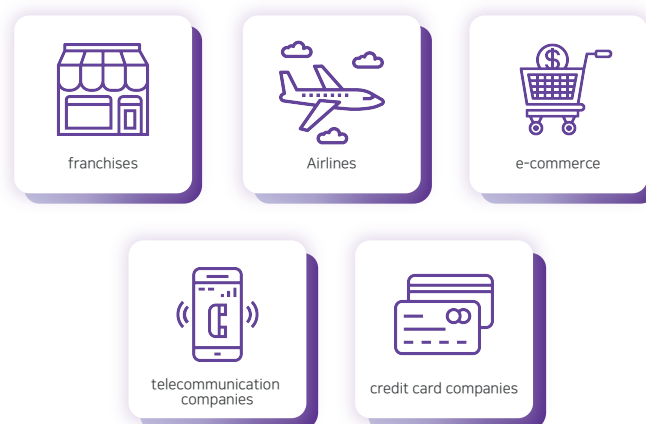 franchises
Airlines
e-commerce
$
telecommunication
companies
credit card companies